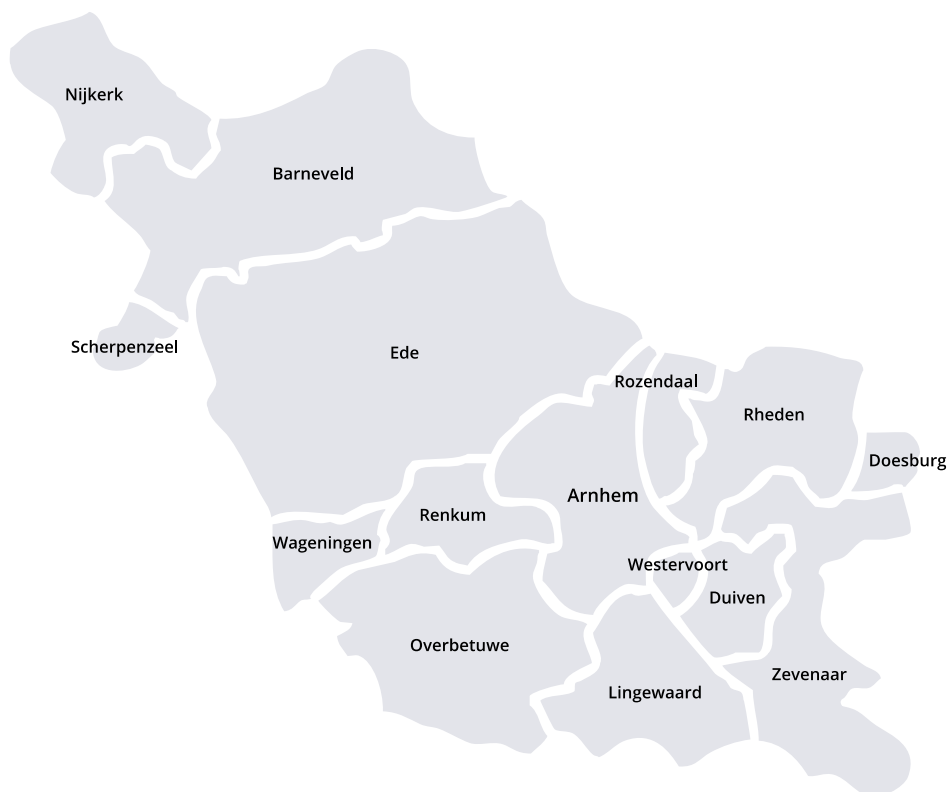 Nijkerk
Barneveld
Scherpenzeel
Ede
Rozendaal
Rheden
Doesburg
Arnhem
Renkum
Wageningen
Westervoort
Duiven
Overbetuwe
Zevenaar
Lingewaard